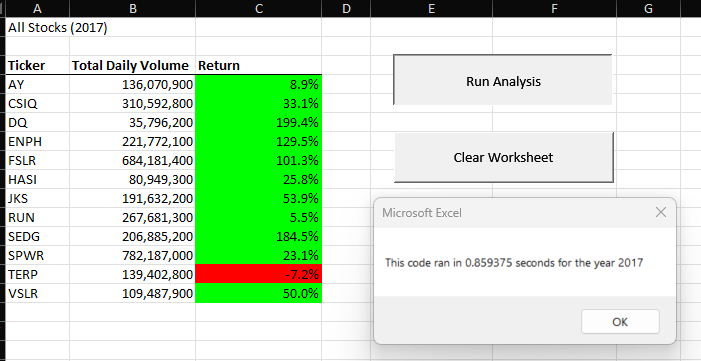 A B C D E F G
All Stocks (2017)
Ticker Total Daily Volume Return
AY 136,070,900 8.9%
CSIQ 310,592,800 33.1%
DQ 35,796,200 199.4%
ENPH 221,772,100 129.5%
FSLR 684,181,400 101.3%
HASI 80,949,300 25.8%
JKS 191,632,200 53.9%
RUN 267,681,300 5.5%
SEDG 206,885,200 184.5%
SPWR 782,187,000 23.1%
TERP 139,402,800 -7.2%
VSLR 109,487,900 50.0%
Run Analysis
Clear Worksheet
Microsoft Excel
This code ran in 0.859375 seconds for the year 2017
OK